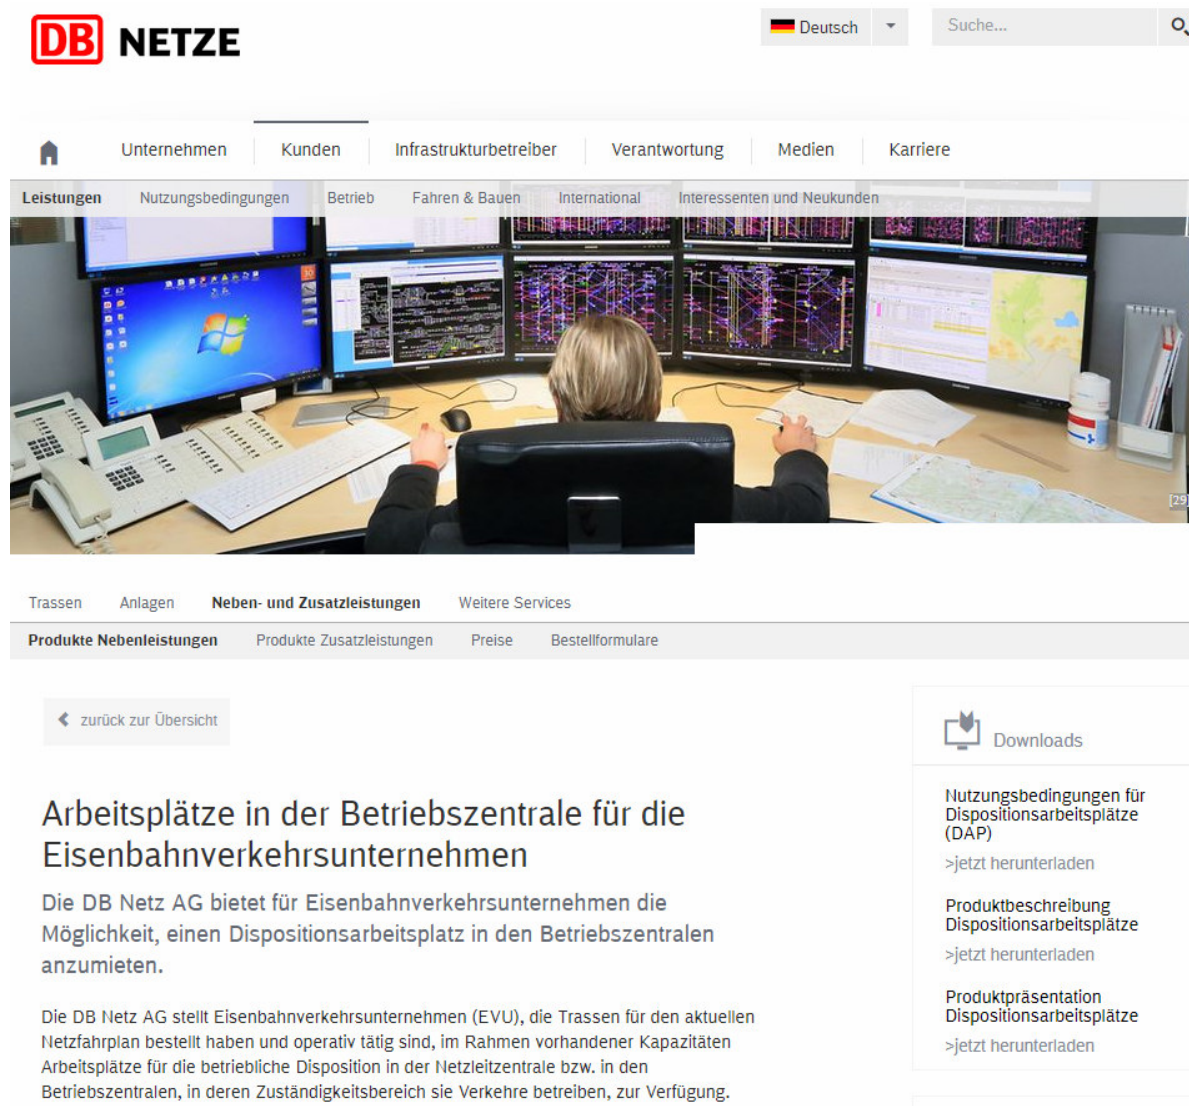 DB NETZE
Deutsch
Suche...
Unternehmen Kunden Infrastrukturbetreiber Verantwortung Medien Karriere
Leistungen Nutzungsbedingungen Betrieb Fahren & Bauen International Interessenten und Neukunden
[29]
Trassen Anlagen Neben- und Zusatzleistungen Weitere Services
Produkte Nebenleistungen Produkte Zusatzleistungen Preise Bestellformulare
zurück zur Übersicht
Arbeitsplätze in der Betriebszentrale für die
Eisenbahnverkehrsunternehmen
Die DB Netz AG bietet für Eisenbahnverkehrsunternehmen die
Möglichkeit, einen Dispositionsarbeitsplatz in den Betriebszentralen
anzumieten.
Die DB Netz AG stellt Eisenbahnverkehrsunternehmen (EVU), die Trassen für den aktuellen
Netzfahrplan bestellt haben und operativ tätig sind, im Rahmen vorhandener Kapazitäten
Arbeitsplätze für die betriebliche Disposition in der Netzleitzentrale bzw. in den
Betriebszentralen, in deren Zuständigkeitsbereich sie Verkehre betreiben, zur Verfügung.
Downloads
Nutzungsbedingungen für
Dispositionsarbeitsplätze
(DAP)
>jetzt herunterladen
Produktbeschreibung
Dispositionsarbeitsplätze
>jetzt herunterladen
Produktpräsentation
Dispositionsarbeitsplätze
>jetzt herunterladen